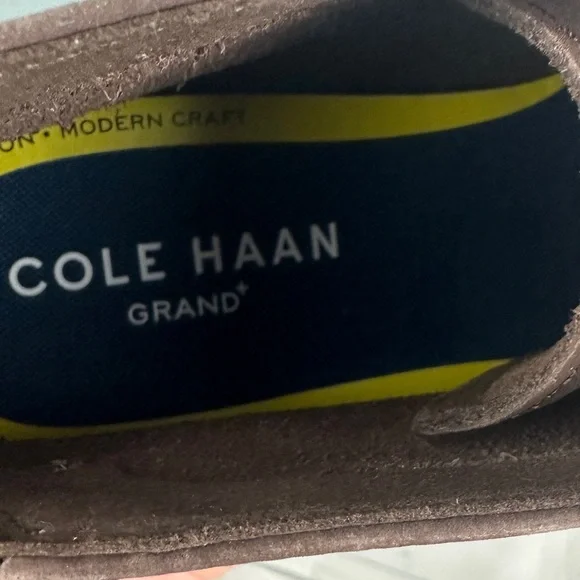 ON • MODERN CRAFT
COLE HAAN
GRAND+